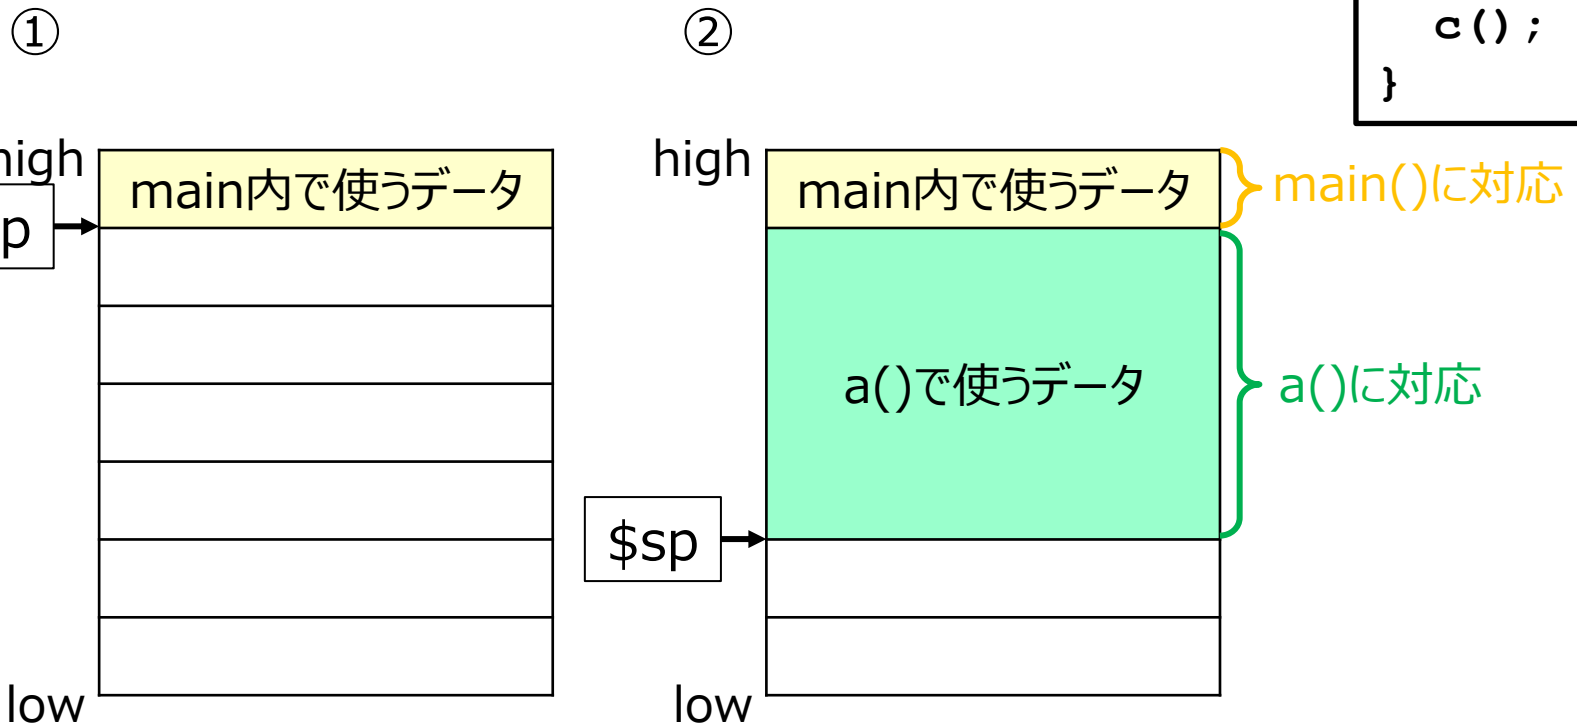 ①
②
c();
}
high
main内で使うデータ
p
low
high
main内で使うデータ
main()に対応
a()で使うデータ
a()に対応
$sp
low